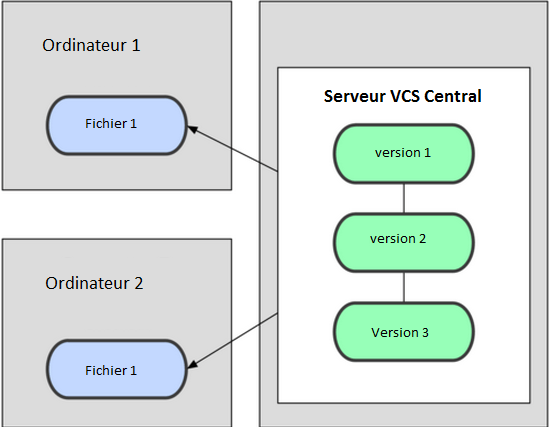 Ordinateur 1
Fichier 1
Ordinateur 2
Fichier 1
Serveur VCS Central
version 1
version 2
Version 3